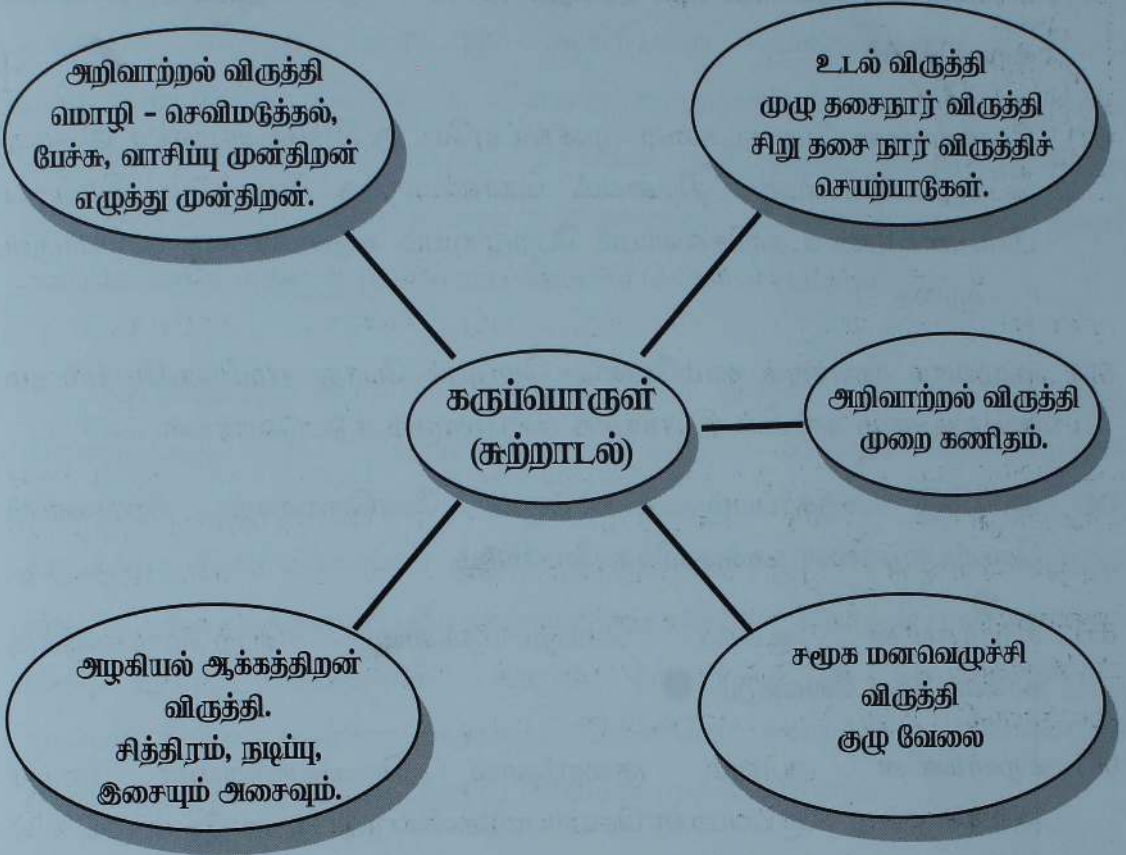 அறிவாற்றல் விருத்தி
மொழி - செவிமடுத்தல்,
பேச்சு, வாசிப்பு முன்திறன்
எழுத்து முன்திறன்.
உடல் விருத்தி
முழு தசைநார் விருத்தி
சிறு தசை நார் விருத்திச்
செயற்பாடுகள்.
கருப்பொருள்
(சுற்றாடல்)
அறிவாற்றல் விருத்தி
முறை கணிதம்.
அழகியல் ஆக்கத்திறன்
விருத்தி.
சித்திரம், நடிப்பு,
இசையும் அசைவும்.
சமூக மனவெழுச்சி
விருத்தி
குழு வேலை